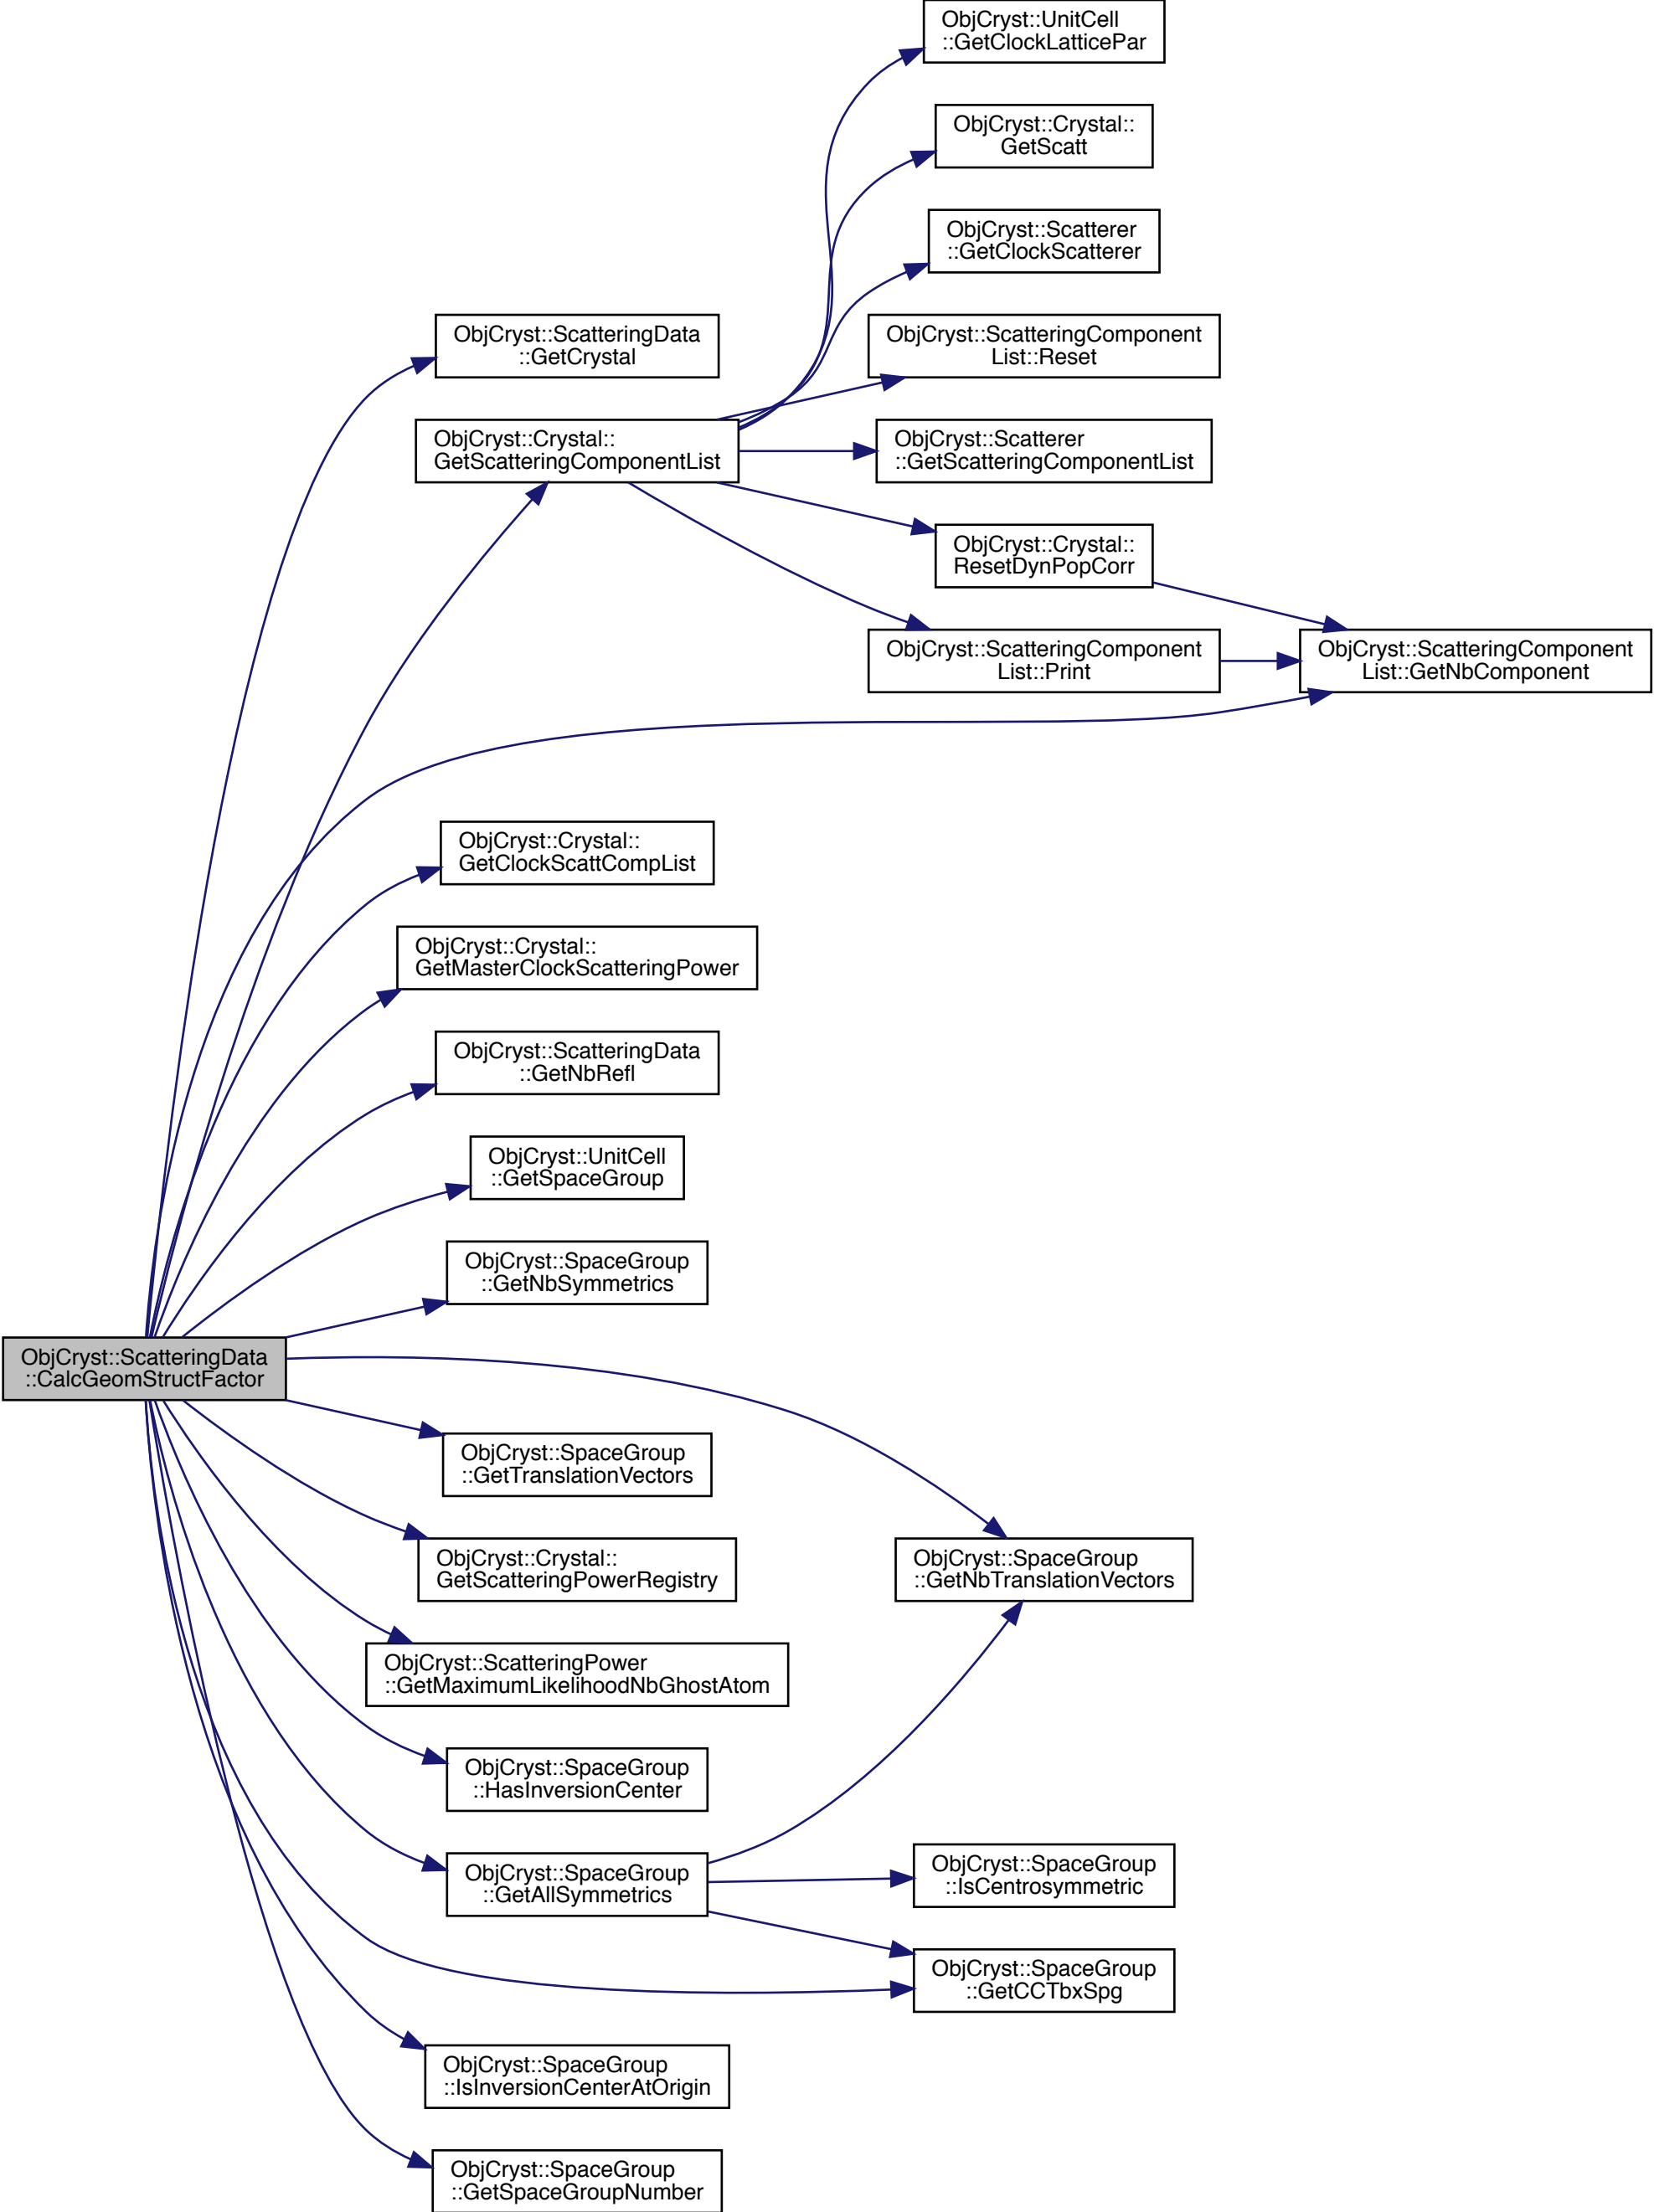 ObjCryst::UnitCell
::GetClockLatticePar
ObjCryst::Crystal::
GetScatt
ObjCryst::Scatterer
::GetClockScatterer
ObjCryst::ScatteringData
::GetCrystal
ObjCryst::ScatteringComponent
List::Reset
ObjCryst::Crystal::
GetScatteringComponentList
ObjCryst::Scatterer
::GetScatteringComponentList
ObjCryst::Crystal::
ResetDynPopCorr
ObjCryst::ScatteringComponent
List::Print
ObjCryst::ScatteringComponent
List::GetNbComponent
ObjCryst::Crystal::
GetClockScattCompList
ObjCryst::Crystal::
GetMasterClockScatteringPower
ObjCryst::ScatteringData
::GetNbRefl
ObjCryst::UnitCell
::GetSpaceGroup
ObjCryst::SpaceGroup
::GetNbSymmetrics
ObjCryst::ScatteringData
::CalcGeomStructFactor
ObjCryst::SpaceGroup
::GetTranslationVectors
ObjCryst::Crystal::
GetScatteringPowerRegistry
ObjCryst::SpaceGroup
::GetNbTranslationVectors
ObjCryst::ScatteringPower
::GetMaximumLikelihoodNbGhostAtom
ObjCryst::SpaceGroup
::HasInversionCenter
ObjCryst::SpaceGroup
::GetAllSymmetrics
ObjCryst::SpaceGroup
::IsCentrosymmetric
ObjCryst::SpaceGroup
::GetCCTbxSpg
ObjCryst::SpaceGroup
::IsInversionCenterAtOrigin
ObjCryst::SpaceGroup
::GetSpaceGroupNumber